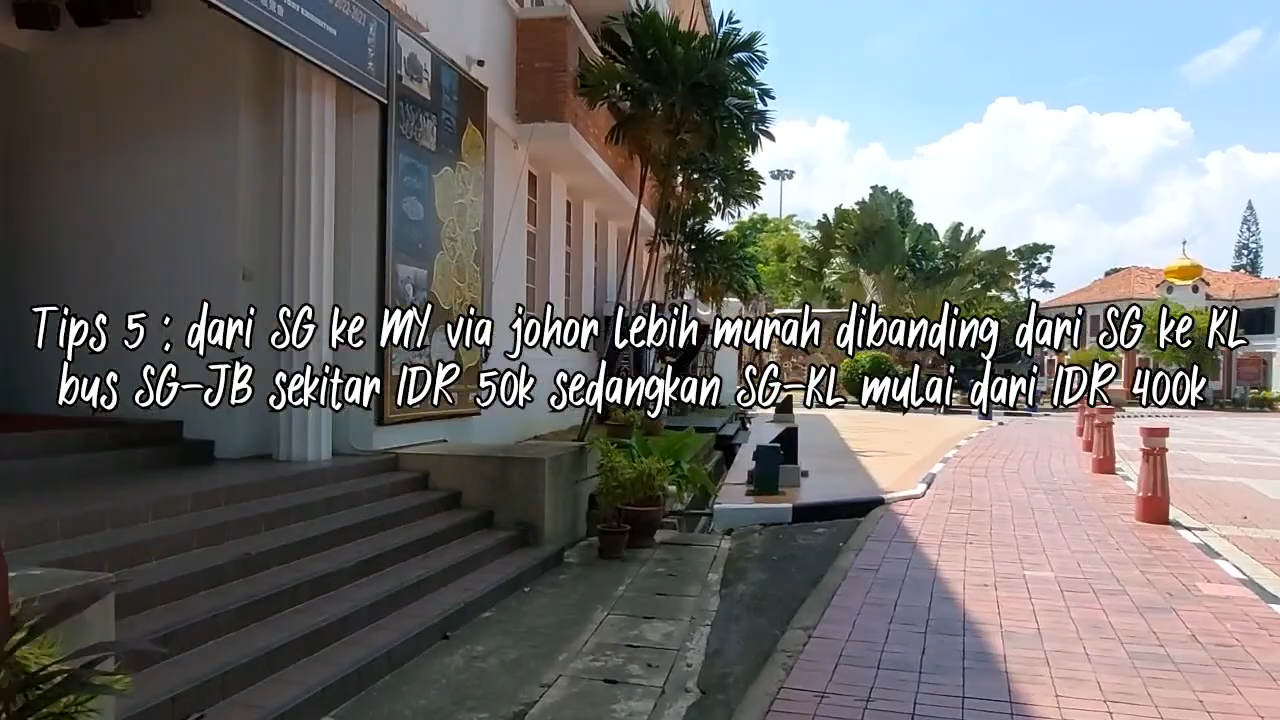 Tips 5 : dari SG ke MY via johor lebih murah dibanding dari SG ke KL
bus SG-JB sekitar IDR 50k sedangkan SG-KL mulai dari IDR 400k